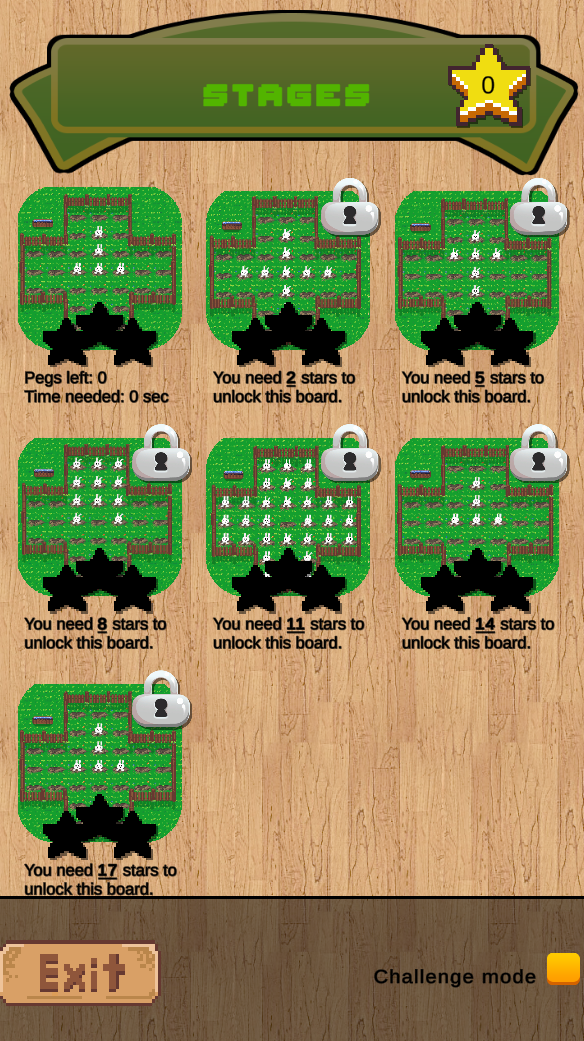 STAGES
0
Pegs left: 0
Time needed: 0 sec
You need 2 stars to
unlock this board.
You need 5 stars to
unlock this board.
You need 8 stars to
unlock this board.
You need 11 stars to
unlock this board.
You need 14 stars to
unlock this board.
You need 17 stars to
unlock this board.
Exit
Challenge mode